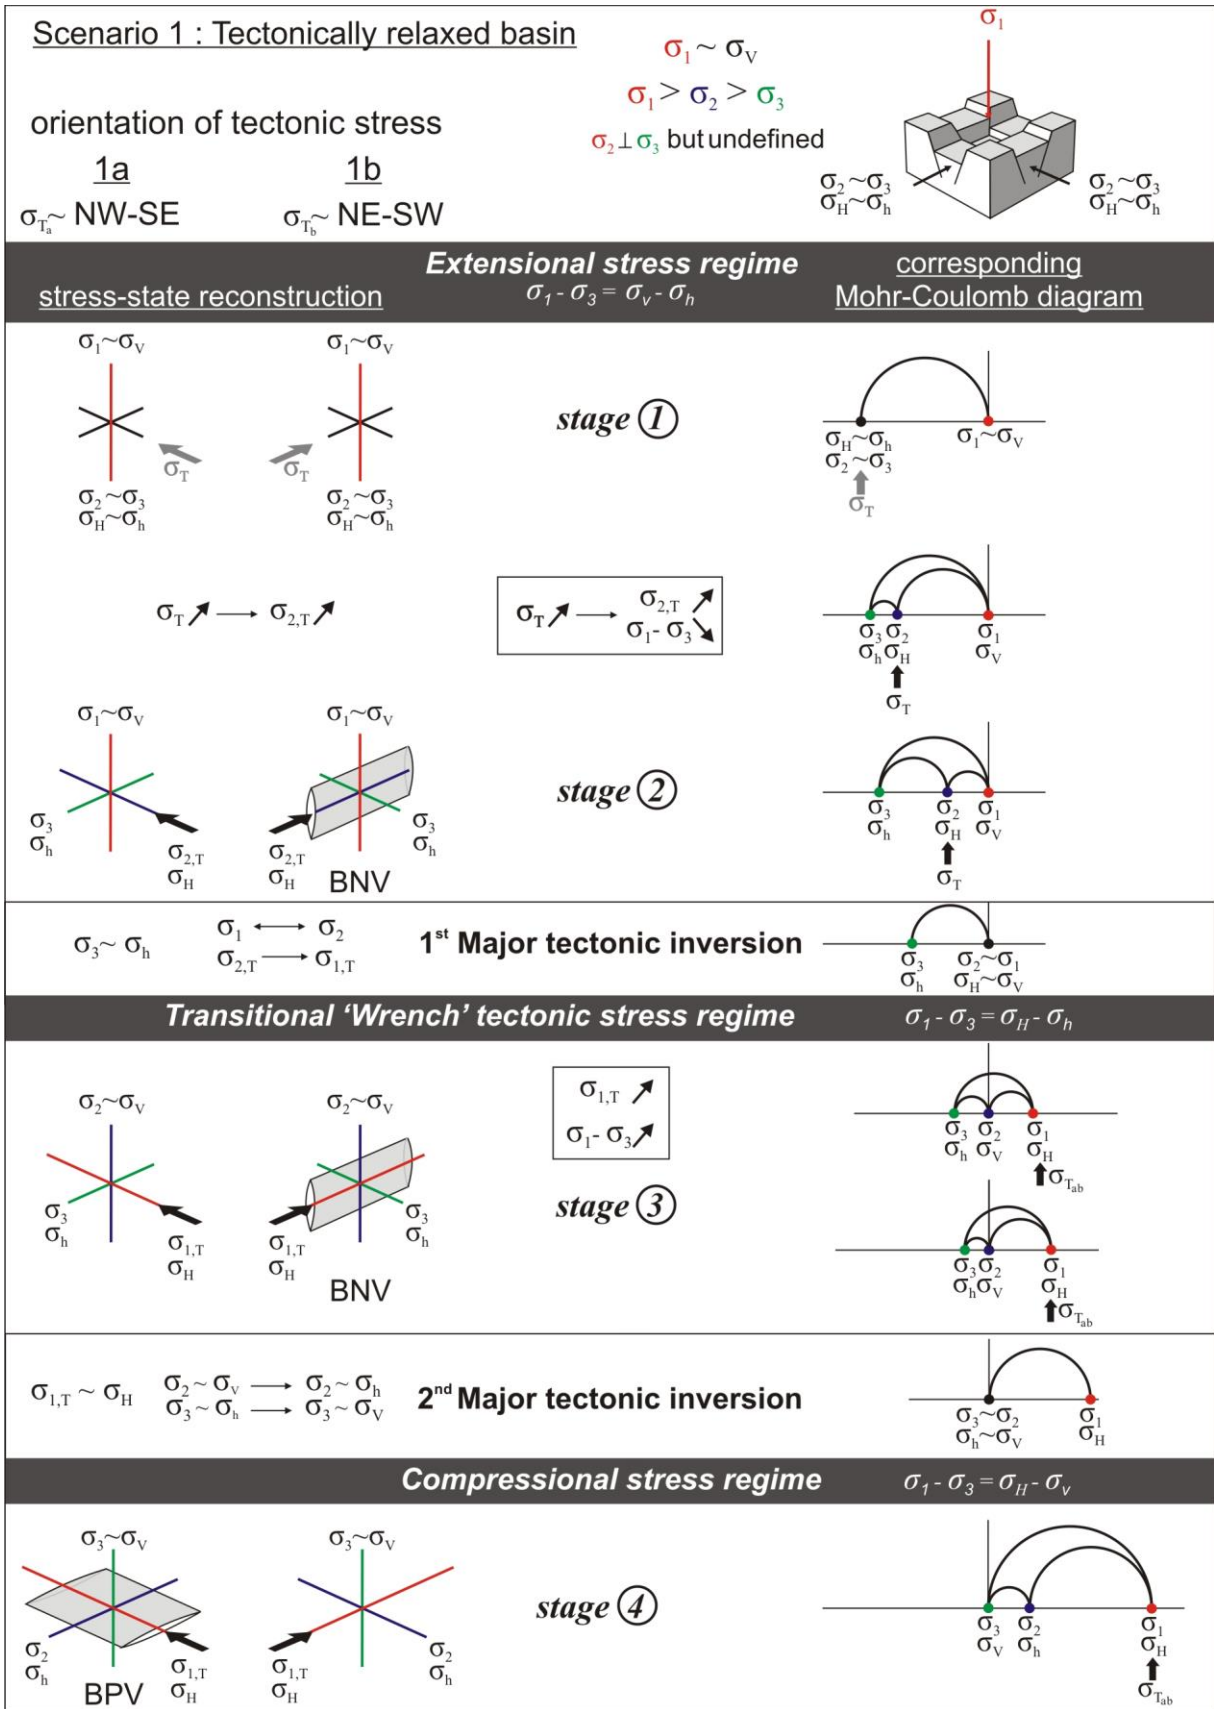 Scenario 1 : Tectonically relaxed basin
σ1 ~ σV
σ1 > σ2 > σ3
σ2 ⊥ σ3 but undefined
σ1
orientation of tectonic stress
1a
1b
σTa ~ NW-SE
σTb ~ NE-SW
σ2~σ3
σH~σh
σ2~σ3
σH~σh
Extensional stress regime
σ1 - σ3 = σv - σh
stress-state reconstruction
corresponding
Mohr-Coulomb diagram
σ1~σV
σ1~σV
σT
σT
σ2~σ3
σH~σh
σ2~σ3
σH~σh
stage 1
σH~σh
σ2~σ3
σ1~σV
σT
σT ↗ → σ2,T ↗
σT ↗ → σ2,T ↗
σ1- σ3 ↘
σ3 σ2
σh σH
σ1
σV
σT
σ1~σV
σ1~σV
σ3
σh
σ2,T
σH
σ2,T
σH
BNV
σ3
σh
stage 2
σ3
σh
σ2
σH
σ1
σV
σT
σ3~ σh
σ1 ↔ σ2
σ2,T → σ1,T
1st Major tectonic inversion
σ3
σh
σ2~σ1
σH~σV
Transitional ‘Wrench’ tectonic stress regime
σ1 - σ3 = σH - σh
σ2~σV
σ2~σV
σ3
σh
σ1,T
σH
σ1,T
σH
BNV
σ3
σh
σ1,T ↗
σ1- σ3 ↗
stage 3
σ3 σ2 σ1
σh σV σH
σTab
σ3 σ2 σ1
σh σV σH
σTab
σ1,T ~ σH
σ2 ~ σV → σ2 ~ σh
σ3 ~ σh → σ3 ~ σV
2nd Major tectonic inversion
σ3~σ2
σh~σV
σ1
σH
Compressional stress regime
σ1 - σ3 = σH - σv
σ3~σV
σ3~σV
σ2
σh
BPV
σ1,T
σH
σ1,T
σH
σ2
σh
stage 4
σ3 σ2 σ1
σV σh σH
σTab